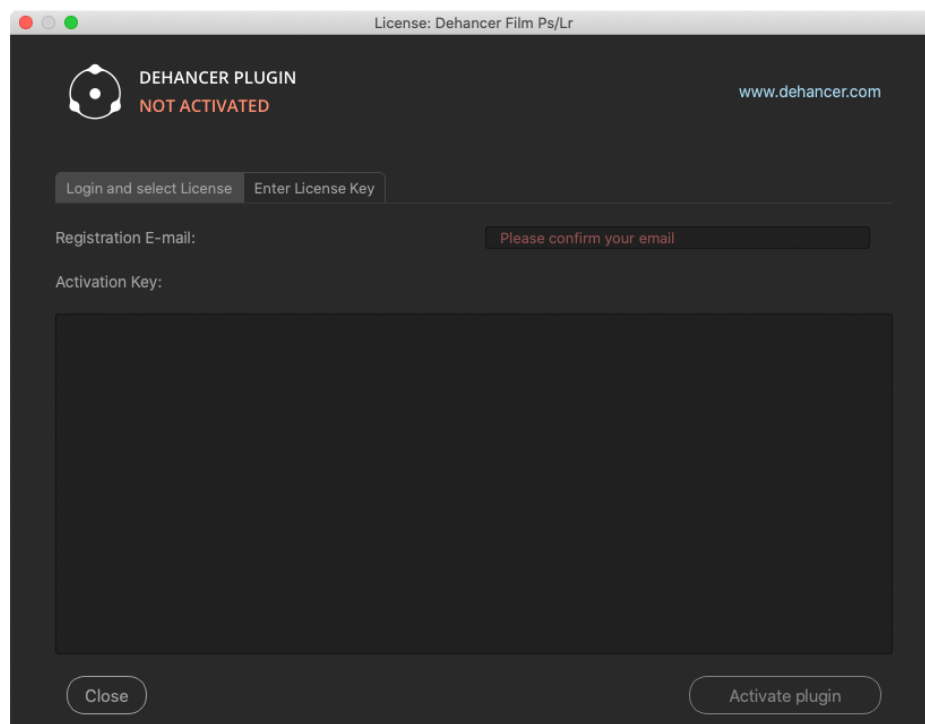 License: Dehancer Film Ps/Lr
DEHANCER PLUGIN
NOT ACTIVATED
www.dehancer.com
Login and select License
Enter License Key
Registration E-mail:
Please confirm your email
Activation Key:
Close
Activate plugin